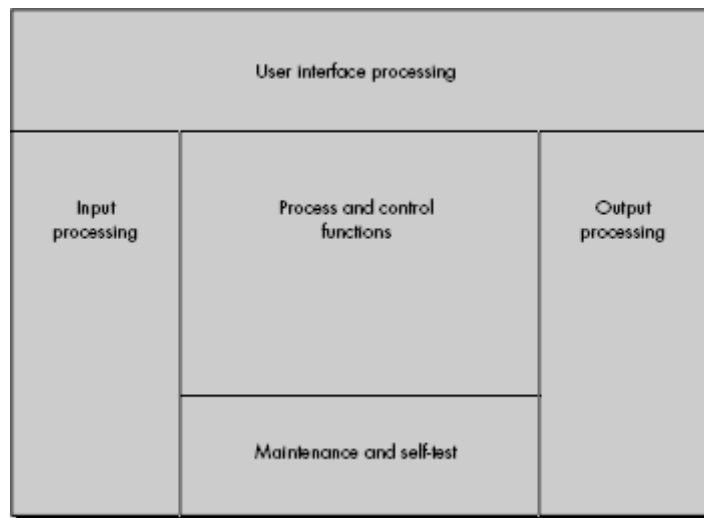 User interface processing
Input
processing
Process and control
functions
Output
processing
Maintenance and self-test